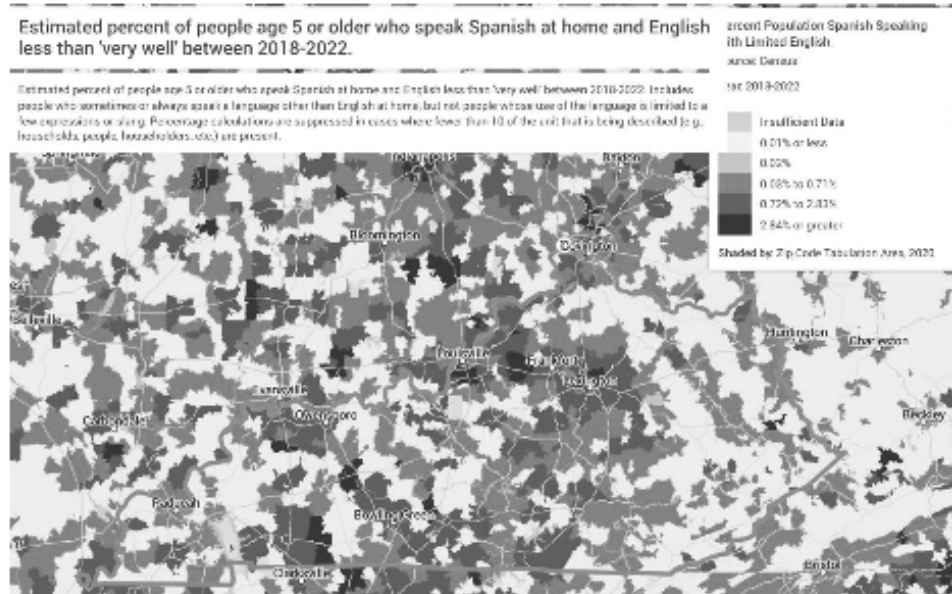 Estimated percent of people age 5 or older who speak Spanish at home and English
less than 'very well' between 2018-2022.
Estimated percent of people age 5 or older who speak Spanish at home and English less than 'very well' between 2018-2022. Includes
people who sometimes or always speak a language other than English at home, but not people whose use of the language is limited to a
few expressions or slang. Percentage calculations are suppressed in cases where fewer than 10 of the unit that is being described (e.g.,
households, people, householders, etc.) are present.
ercent Population Spanish Speaking
ith Limited English
ource: Census
2018-2022
Insufficient Data
0.01% or less
0.02%
0.03% to 0.71%
0.72% to 2.83%
2.84% or greater
Shaded by: Zip Code Tabulation Area, 2020
Indianapolis
Dayton
Bloomington
Belleville
Huntington
Charleston
Louisville
Frankfort
Lexington
Evansville
Owensboro
Carbondale
Beckley
Paducah
Bowling Green
Clarksville
Bristol